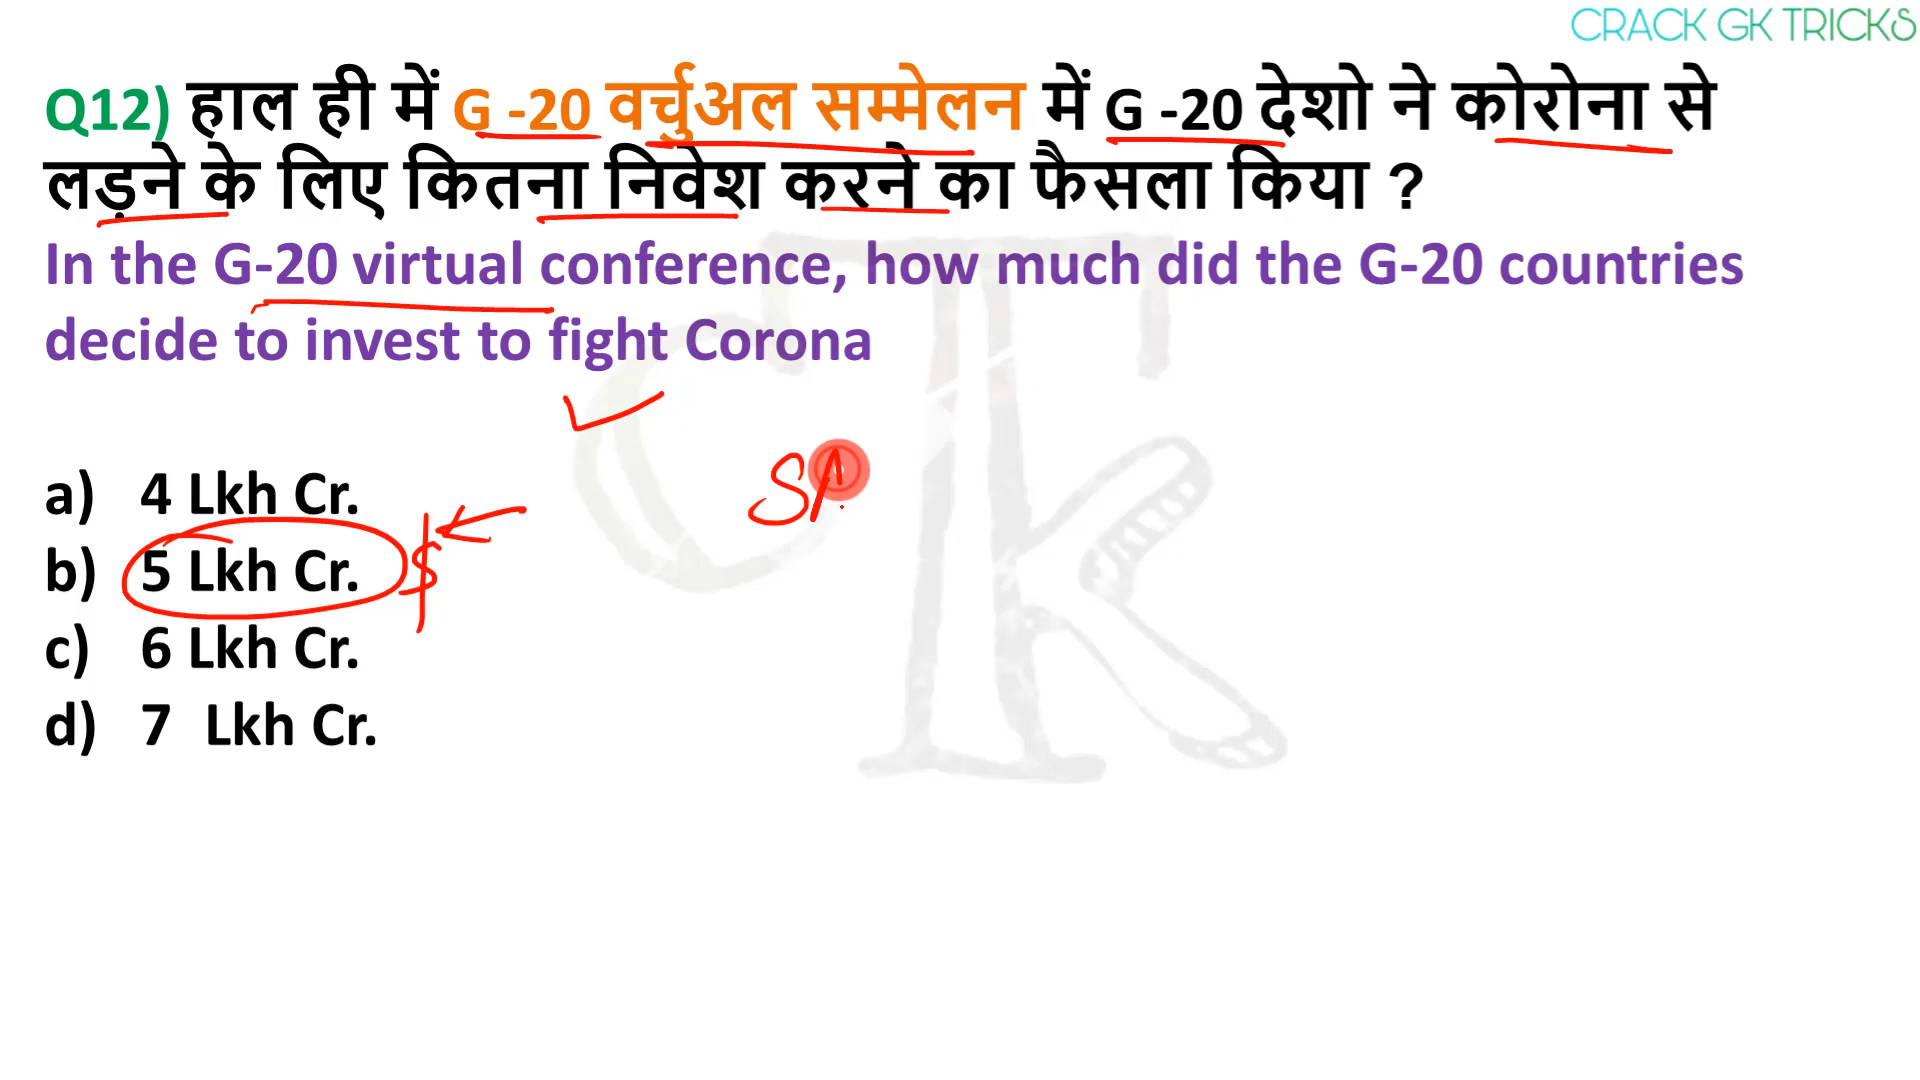 CRACK GK TRICKS
Q12) हाल ही में G -20 वर्चुअल सम्मेलन में G -20 देशो ने कोरोना से
लड़ने के लिए कितना निवेश करने का फैसला किया ?
In the G-20 virtual conference, how much did the G-20 countries
decide to invest to fight Corona
a) 4 Lkh Cr.
b) 5 Lkh Cr. $
c) 6 Lkh Cr.
d) 7 Lkh Cr.